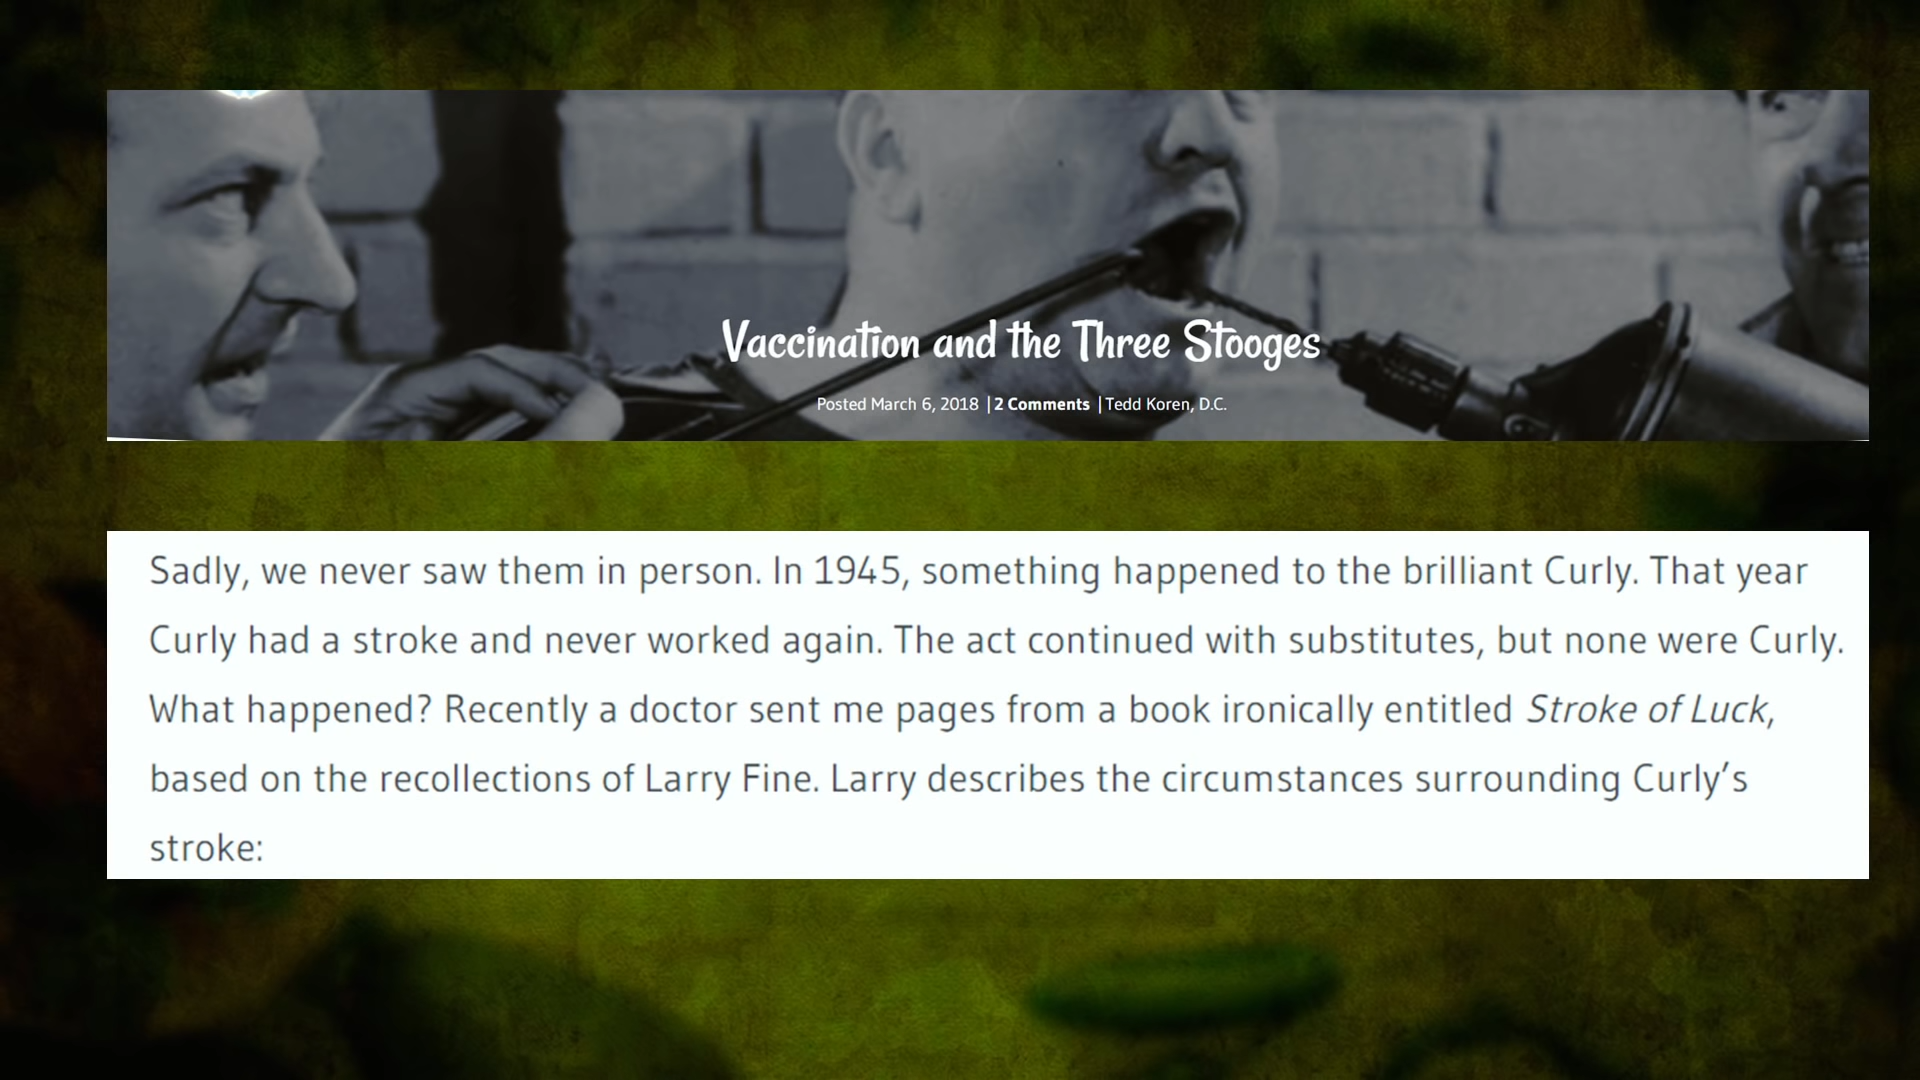 Vaccination and the Three Stooges
Posted March 6, 2018 | 2 Comments | Tedd Koren, D.C.
Sadly, we never saw them in person. In 1945, something happened to the brilliant Curly. That year
Curly had a stroke and never worked again. The act continued with substitutes, but none were Curly.
What happened? Recently a doctor sent me pages from a book ironically entitled Stroke of Luck,
based on the recollections of Larry Fine. Larry describes the circumstances surrounding Curly’s
stroke: